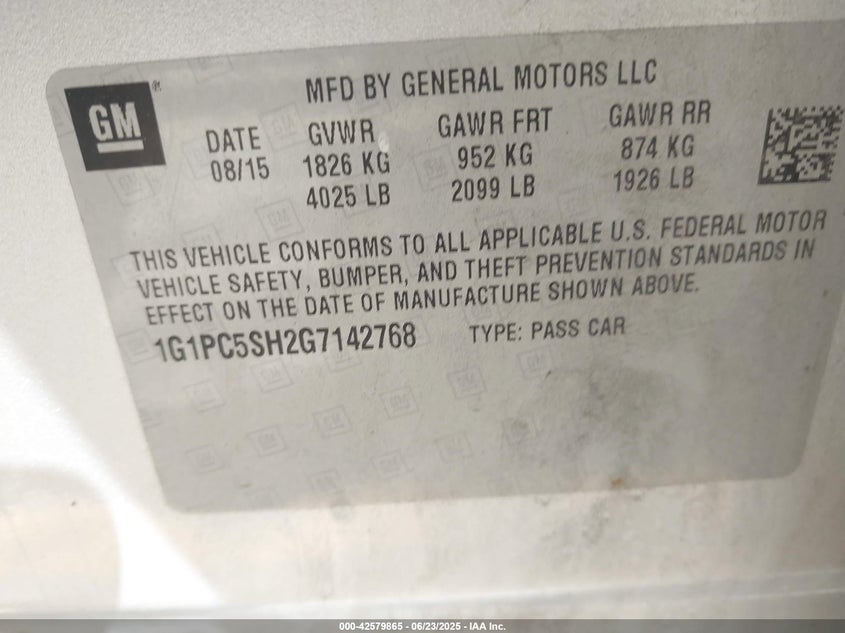 GM
MFD BY GENERAL MOTORS LLC
DATE GVWR GAWR FRT GAWR RR
08/15 1826 KG 952 KG 874 KG
4025 LB 2099 LB 1926 LB
THIS VEHICLE CONFORMS TO ALL APPLICABLE U.S. FEDERAL MOTOR
VEHICLE SAFETY, BUMPER, AND THEFT PREVENTION STANDARDS IN
EFFECT ON THE DATE OF MANUFACTURE SHOWN ABOVE.
1G1PC5SH2G7142768 TYPE: PASS CAR
000-42579865 - 06/23/2025 - IAA Inc.